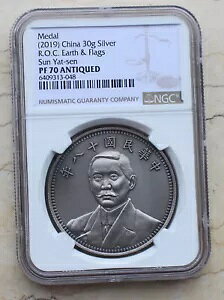 Medal
(2019) China 30g Silver
R.O.C. Earth & Flags
Sun Yat-sen
PF 70 ANTIQUED
6409313-048
NUMISMATIC GUARANTY COMPANY
NGC
年八十國民華中